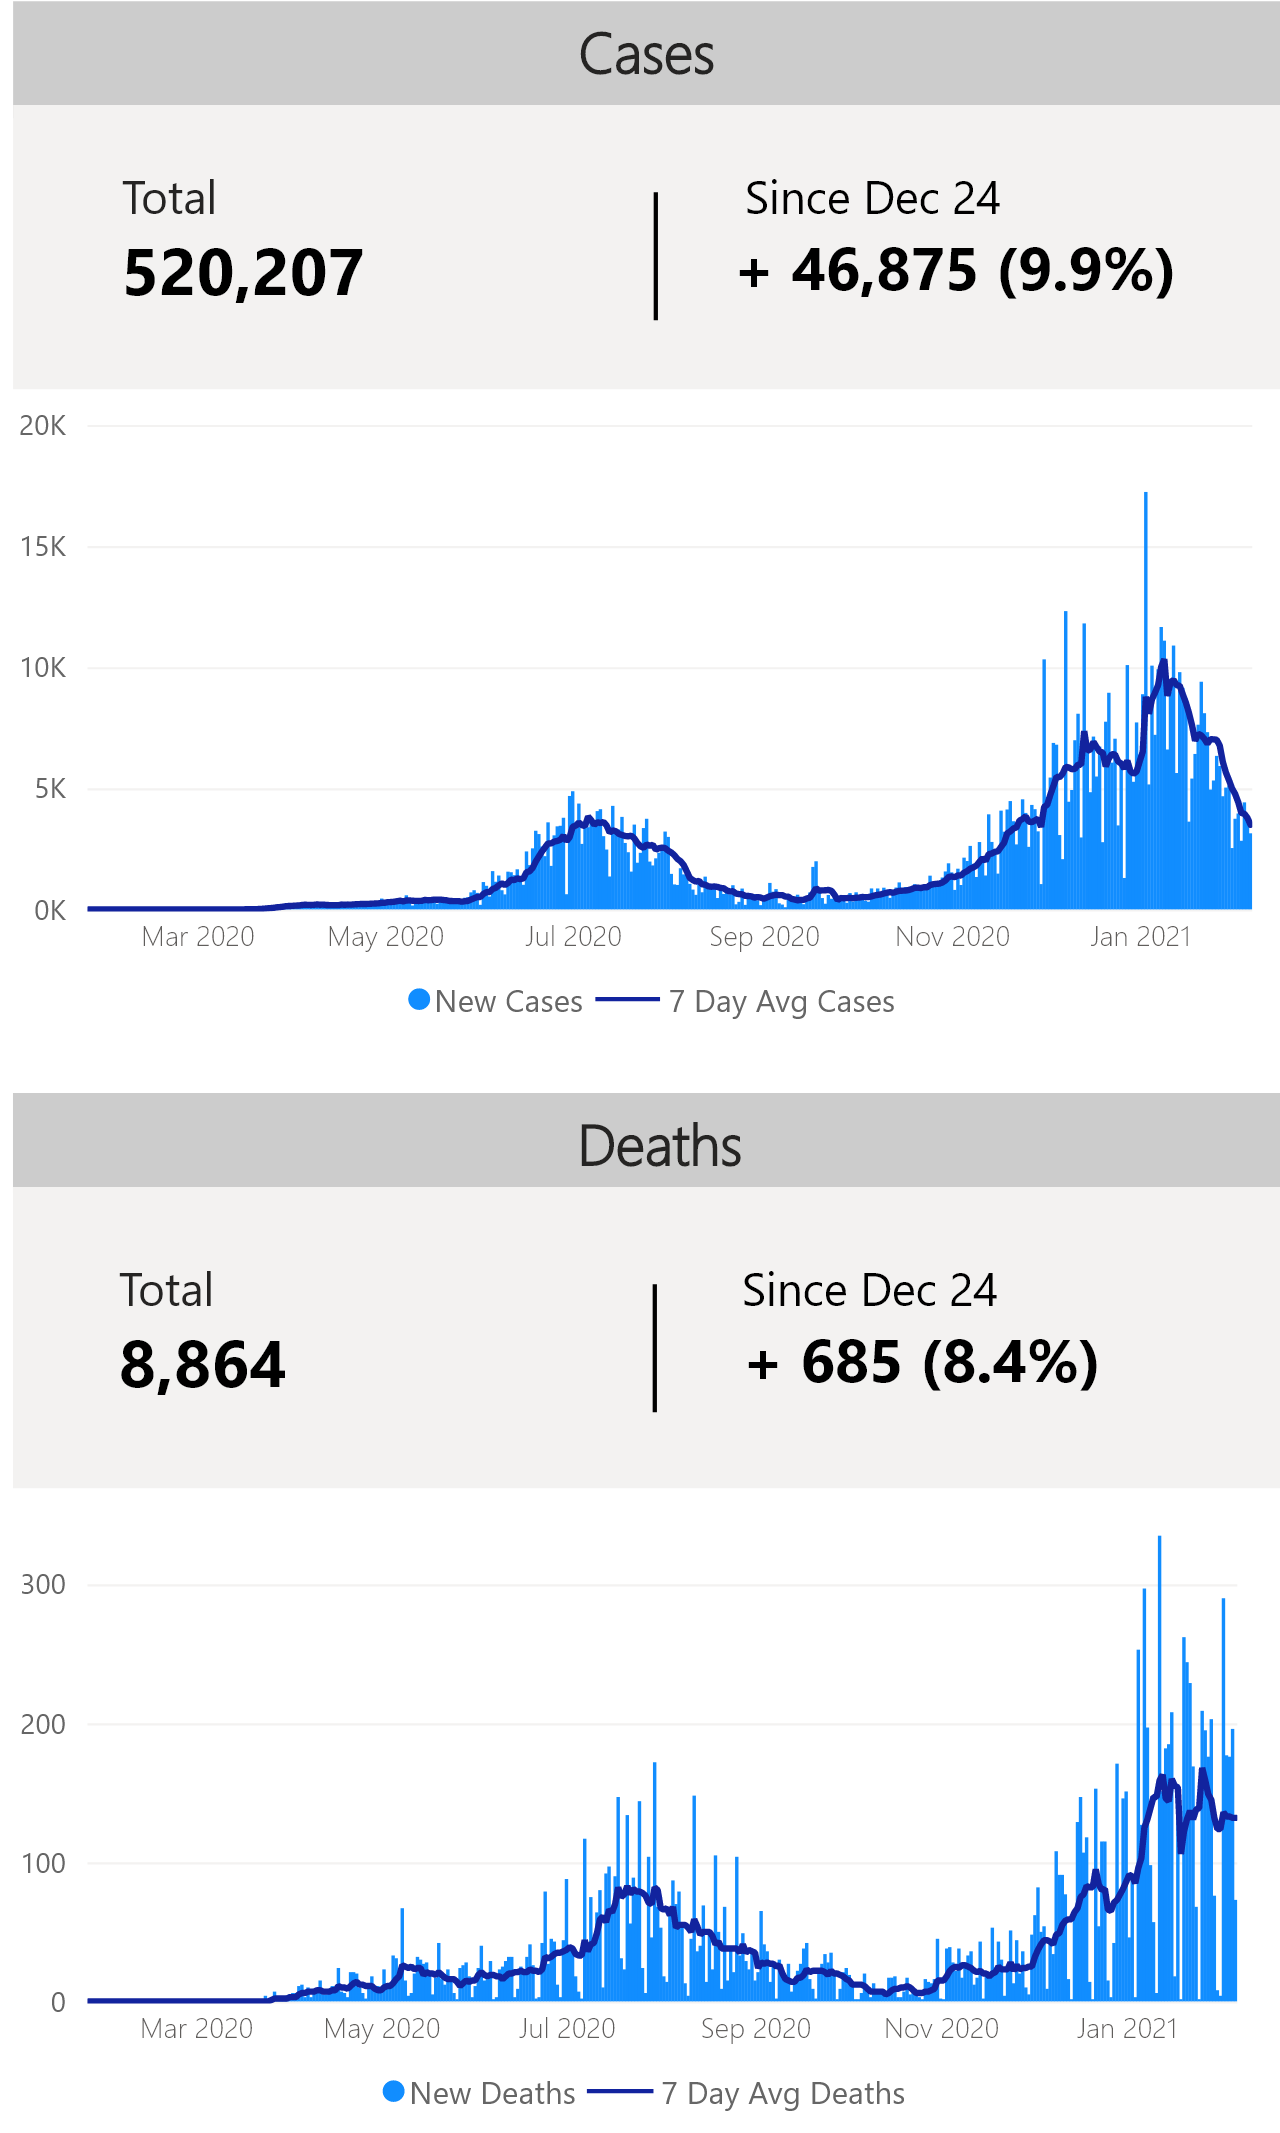 Cases
Total
Since Dec 24
520,207
+ 46,875 (9.9%)
20K
15K
10K
5K
0K
Mar 2020 May 2020 Jul 2020 Sep 2020 Nov 2020 Jan 2021
New Cases 7 Day Avg Cases
Deaths
Total
Since Dec 24
8,864
+ 685 (8.4%)
300
200
100
0
Mar 2020 May 2020 Jul 2020 Sep 2020 Nov 2020 Jan 2021
New Deaths 7 Day Avg Deaths